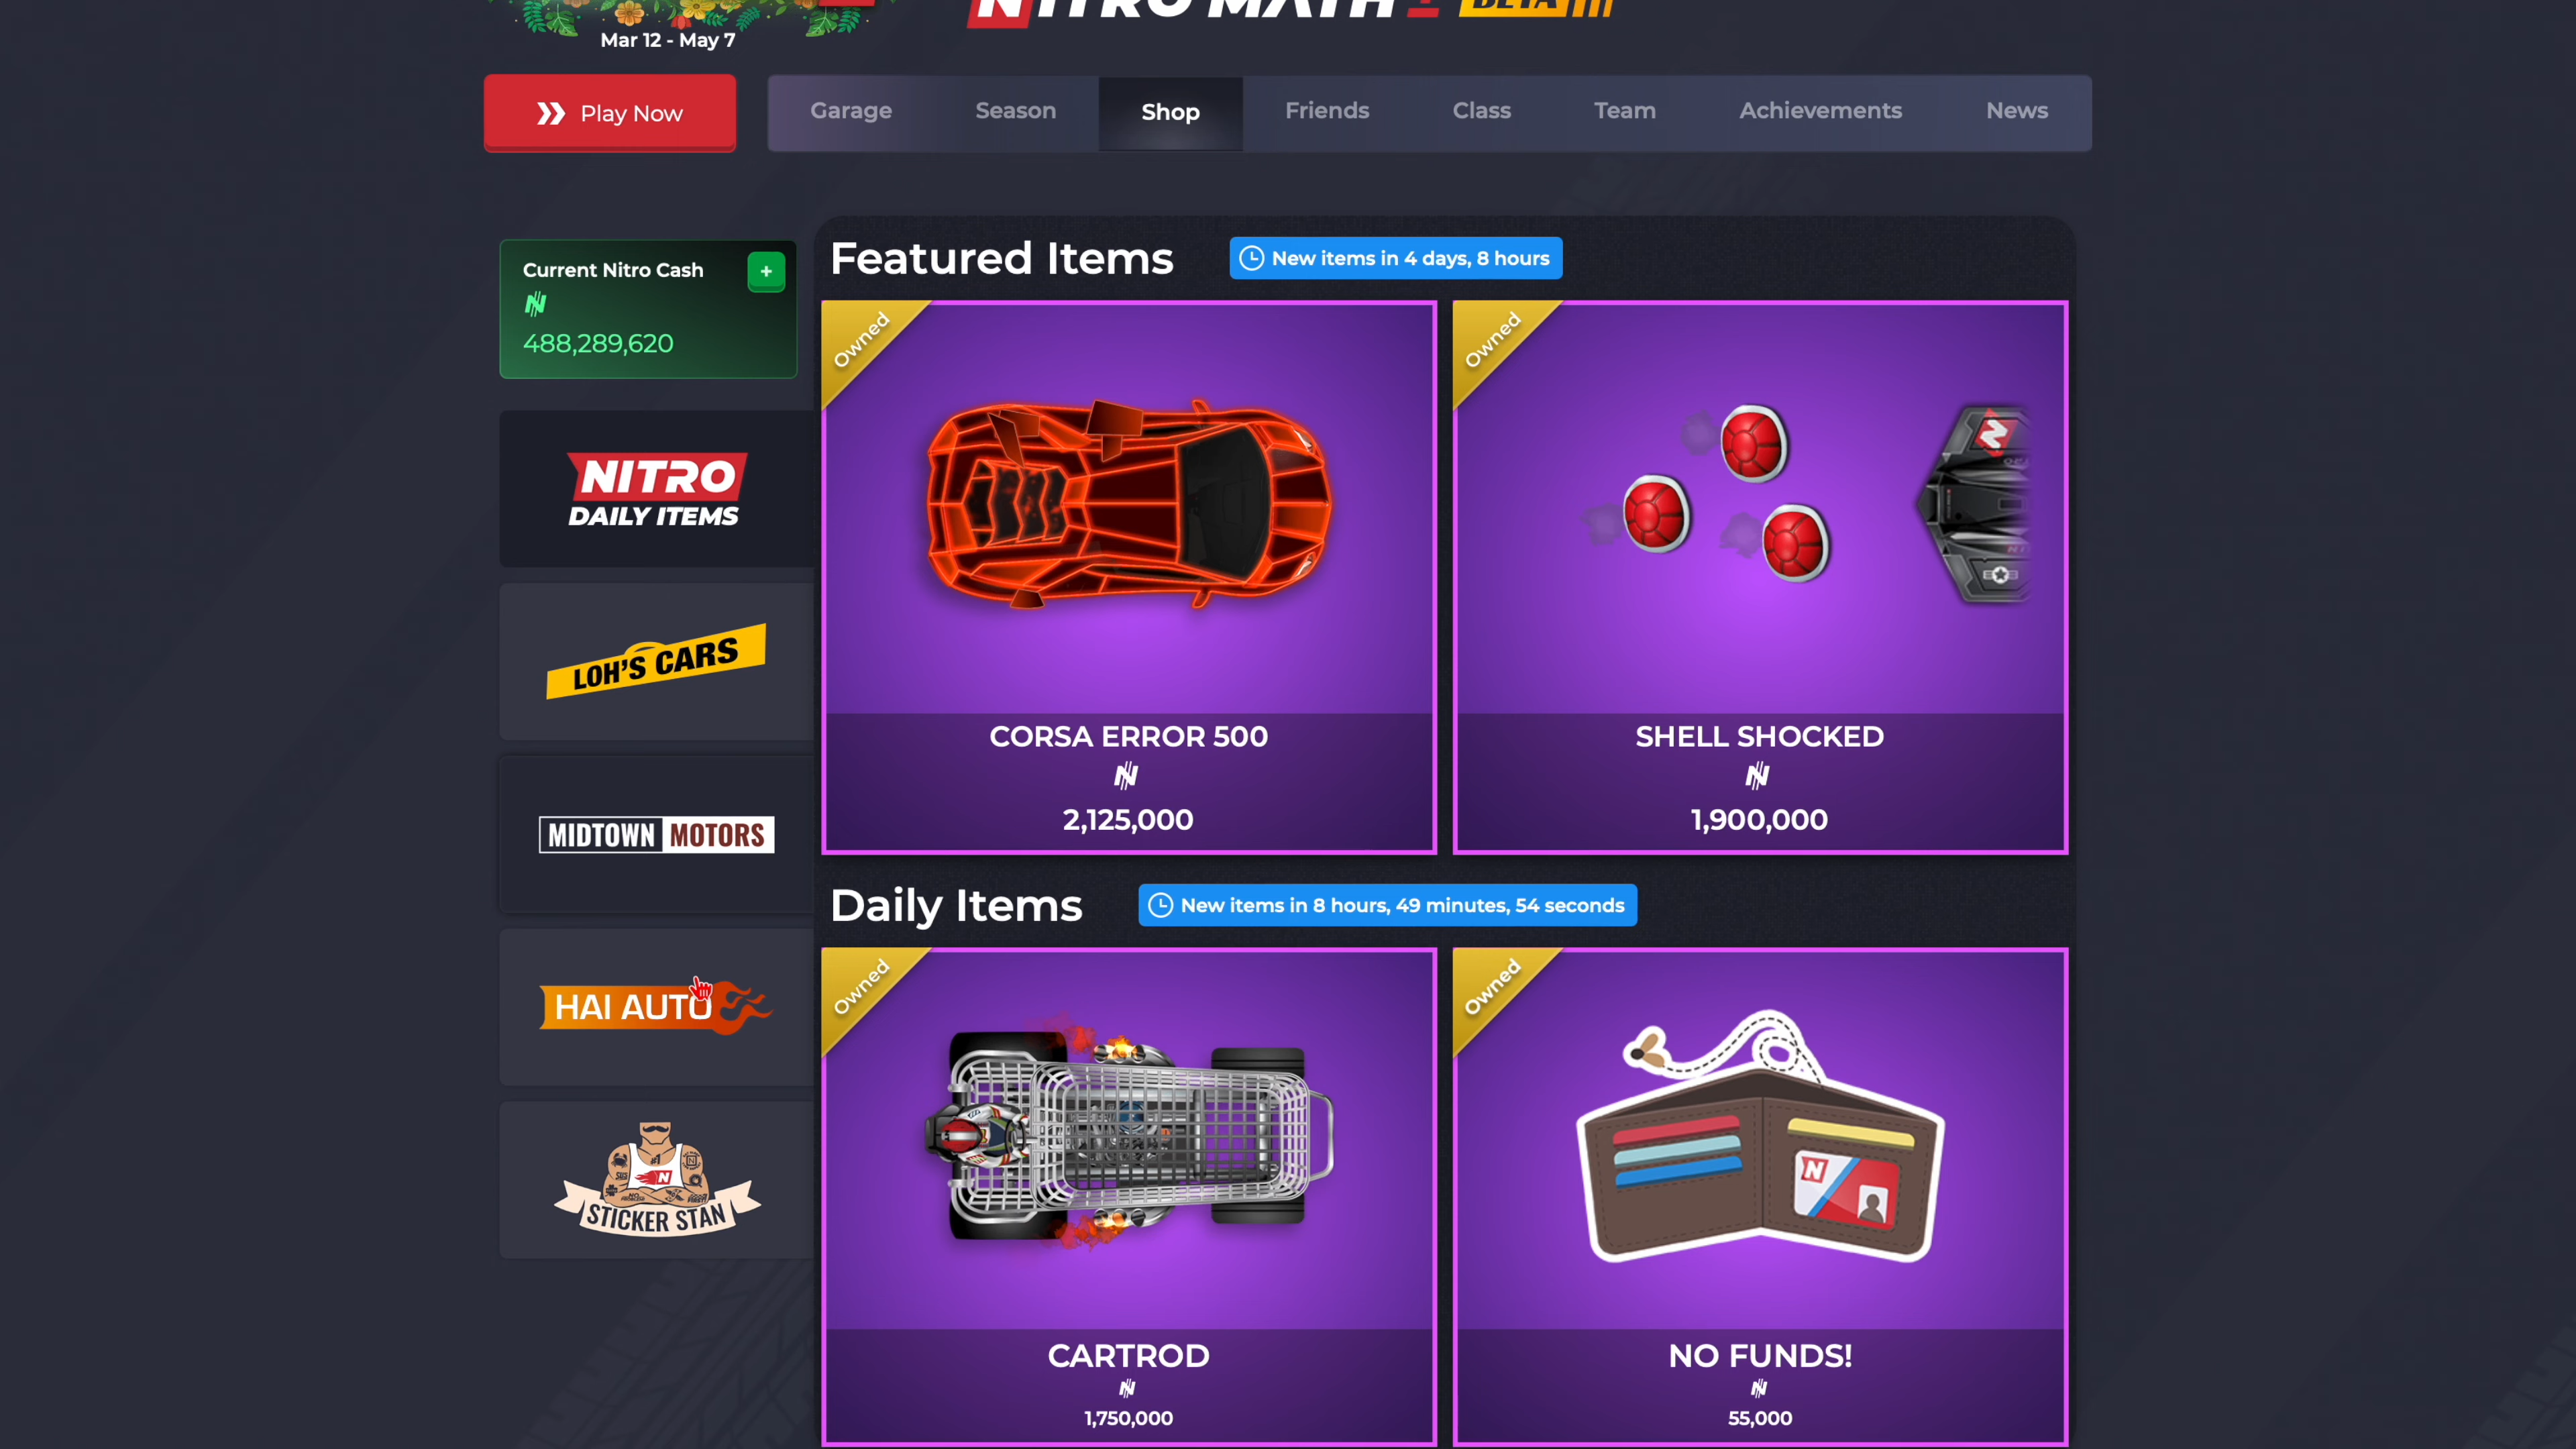 NITRO MATH
BETA
Mar 12 - May 7
Play Now
Garage
Season
Shop
Friends
Class
Team
Achievements
News
Current Nitro Cash
+
488,289,620
NITRO
DAILY ITEMS
LOH'S CARS
MIDTOWN MOTORS
HAI AUTO
STICKER STAN
Featured Items
New items in 4 days, 8 hours
Owned
CORSA ERROR 500
2,125,000
Owned
SHELL SHOCKED
1,900,000
Daily Items
New items in 8 hours, 49 minutes, 54 seconds
Owned
CARTROD
1,750,000
Owned
NO FUNDS!
55,000